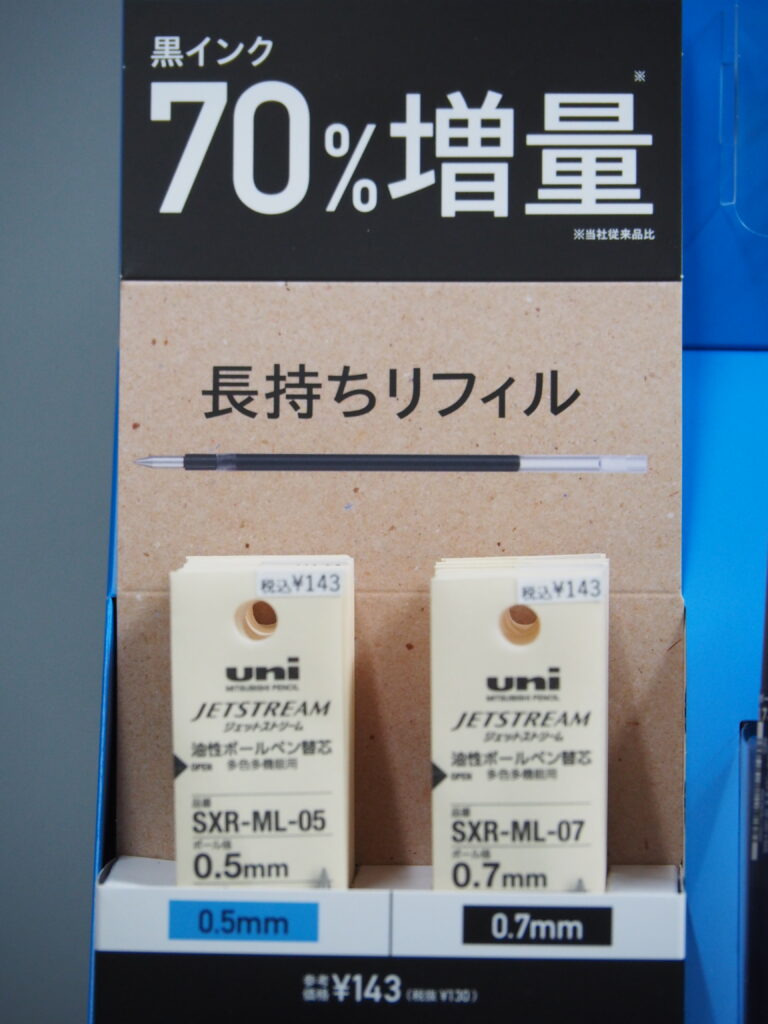 黒インク
70%増量※
※当社従来品比
長持ちリフィル
税込¥143
uni
MITSUBISHI PENCIL
JETSTREAM
ジェットストリーム
油性ボールペン替芯
OPEN
多色多機能用
品番
SXR-ML-05
ボール径
0.5mm
税込¥143
uni
MITSUBISHI PENCIL
JETSTREAM
ジェットストリーム
油性ボールペン替芯
OPEN
多色多機能用
品番
SXR-ML-07
ボール径
0.7mm
0.5mm
0.7mm
参考価格 ¥143（税抜 ¥130）